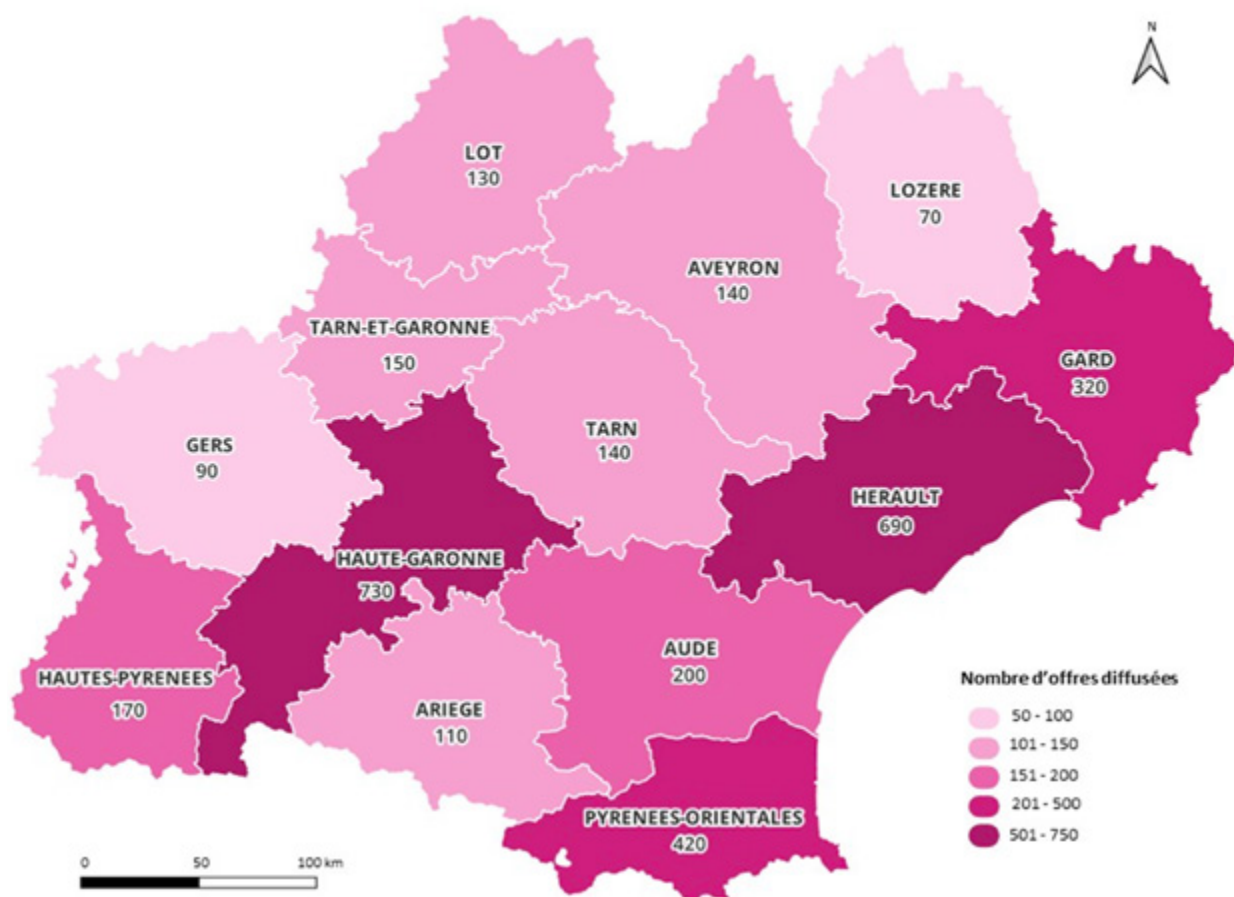 N
LOT
130
LOZERE
70
AVEYRON
140
TARN-ET-GARONNE
150
GARD
320
TARN
140
GERS
90
HERAULT
690
HAUTE-GARONNE
730
AUDE
200
HAUTES-PYRENEES
170
ARIEGE
110
PYRENEES-ORIENTALES
420
Nombre d'offres diffusées
50 - 100
101 - 150
151 - 200
201 - 500
501 - 750
0 50 100 km